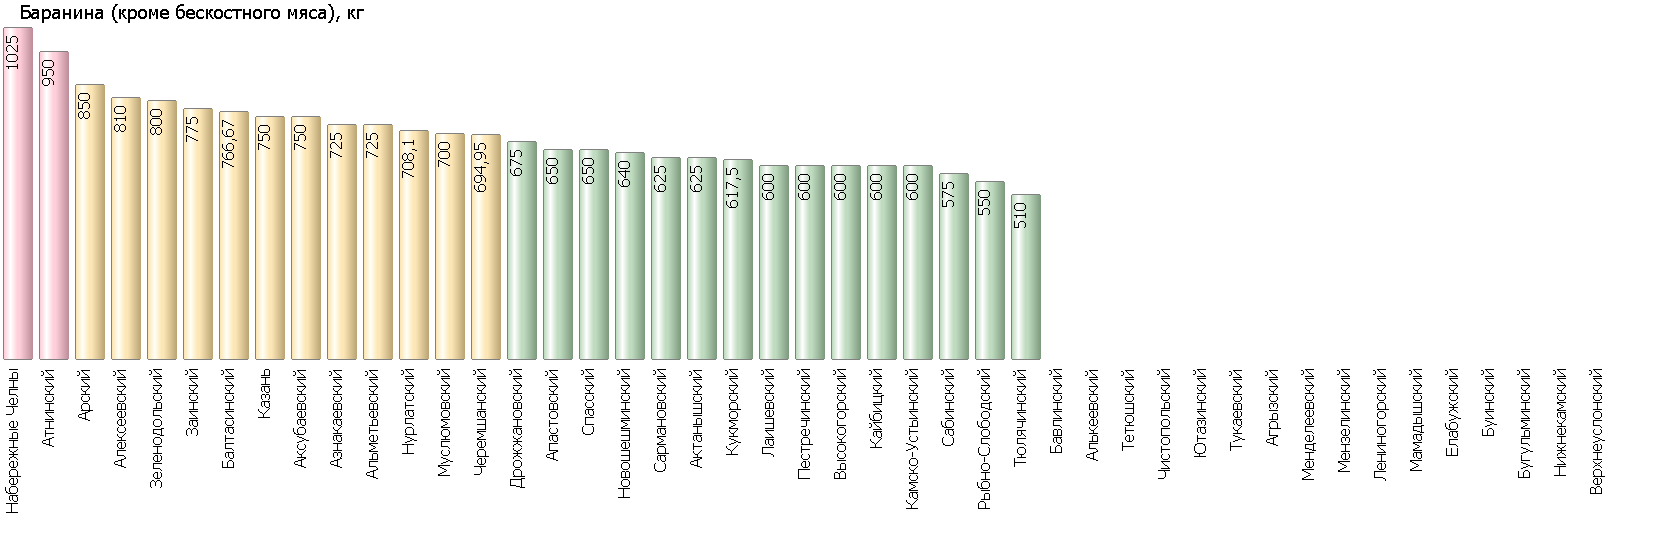 Баранина (кроме бескостного мяса), кг
1025
950
850
810
800
775
766,67
750
750
725
725
708,1
700
694,95
675
650
650
640
625
625
617,5
600
600
600
600
600
575
550
510
Набережные Челны
Атнинский
Арский
Алексеевский
Зеленодольский
Заинский
Балтасинский
Казань
Аксубаевский
Азнакаевский
Альметьевский
Нурлатский
Муслюмовский
Черемшанский
Дрожжановский
Апастовский
Спасский
Новошешминский
Сармановский
Актанышский
Кукморский
Лаишевский
Пестречинский
Высокогорский
Кайбицкий
Камско-Устьинский
Сабинский
Рыбно-Слободский
Тюлячинский
Бавлинский
Алькеевский
Тетюшский
Чистопольский
Ютазинский
Тукаевский
Агрызский
Менделеевский
Мензелинский
Лениногорский
Мамадышский
Елабужский
Буинский
Бугульминский
Нижнекамский
Верхнеуслонский